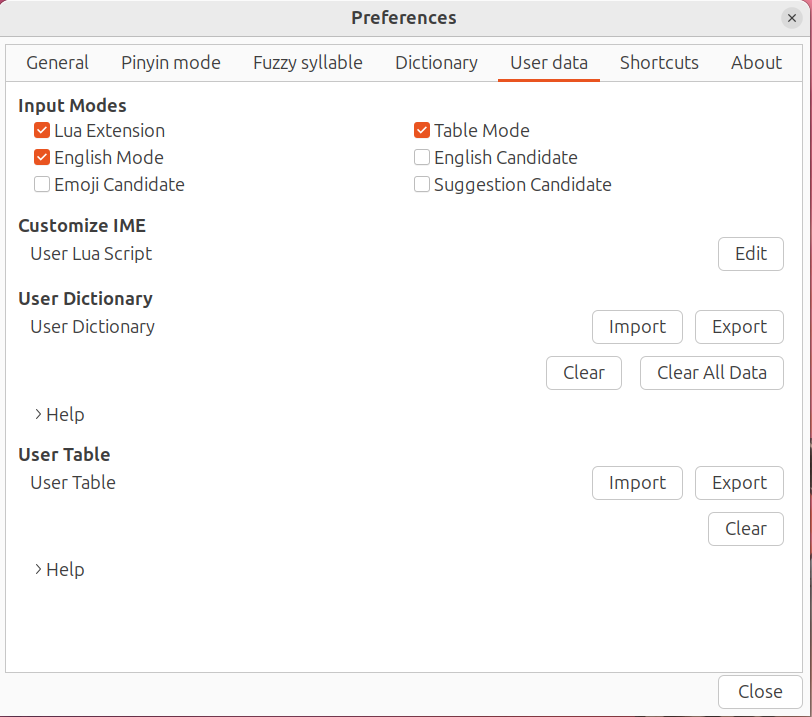 Preferences
General Pinyin mode Fuzzy syllable Dictionary User data Shortcuts About
Input Modes
Lua Extension Table Mode
English Mode English Candidate
Emoji Candidate Suggestion Candidate
Customize IME
User Lua Script Edit
User Dictionary
User Dictionary Import Export
Clear Clear All Data
Help
User Table
User Table Import Export
Clear
Help
Close